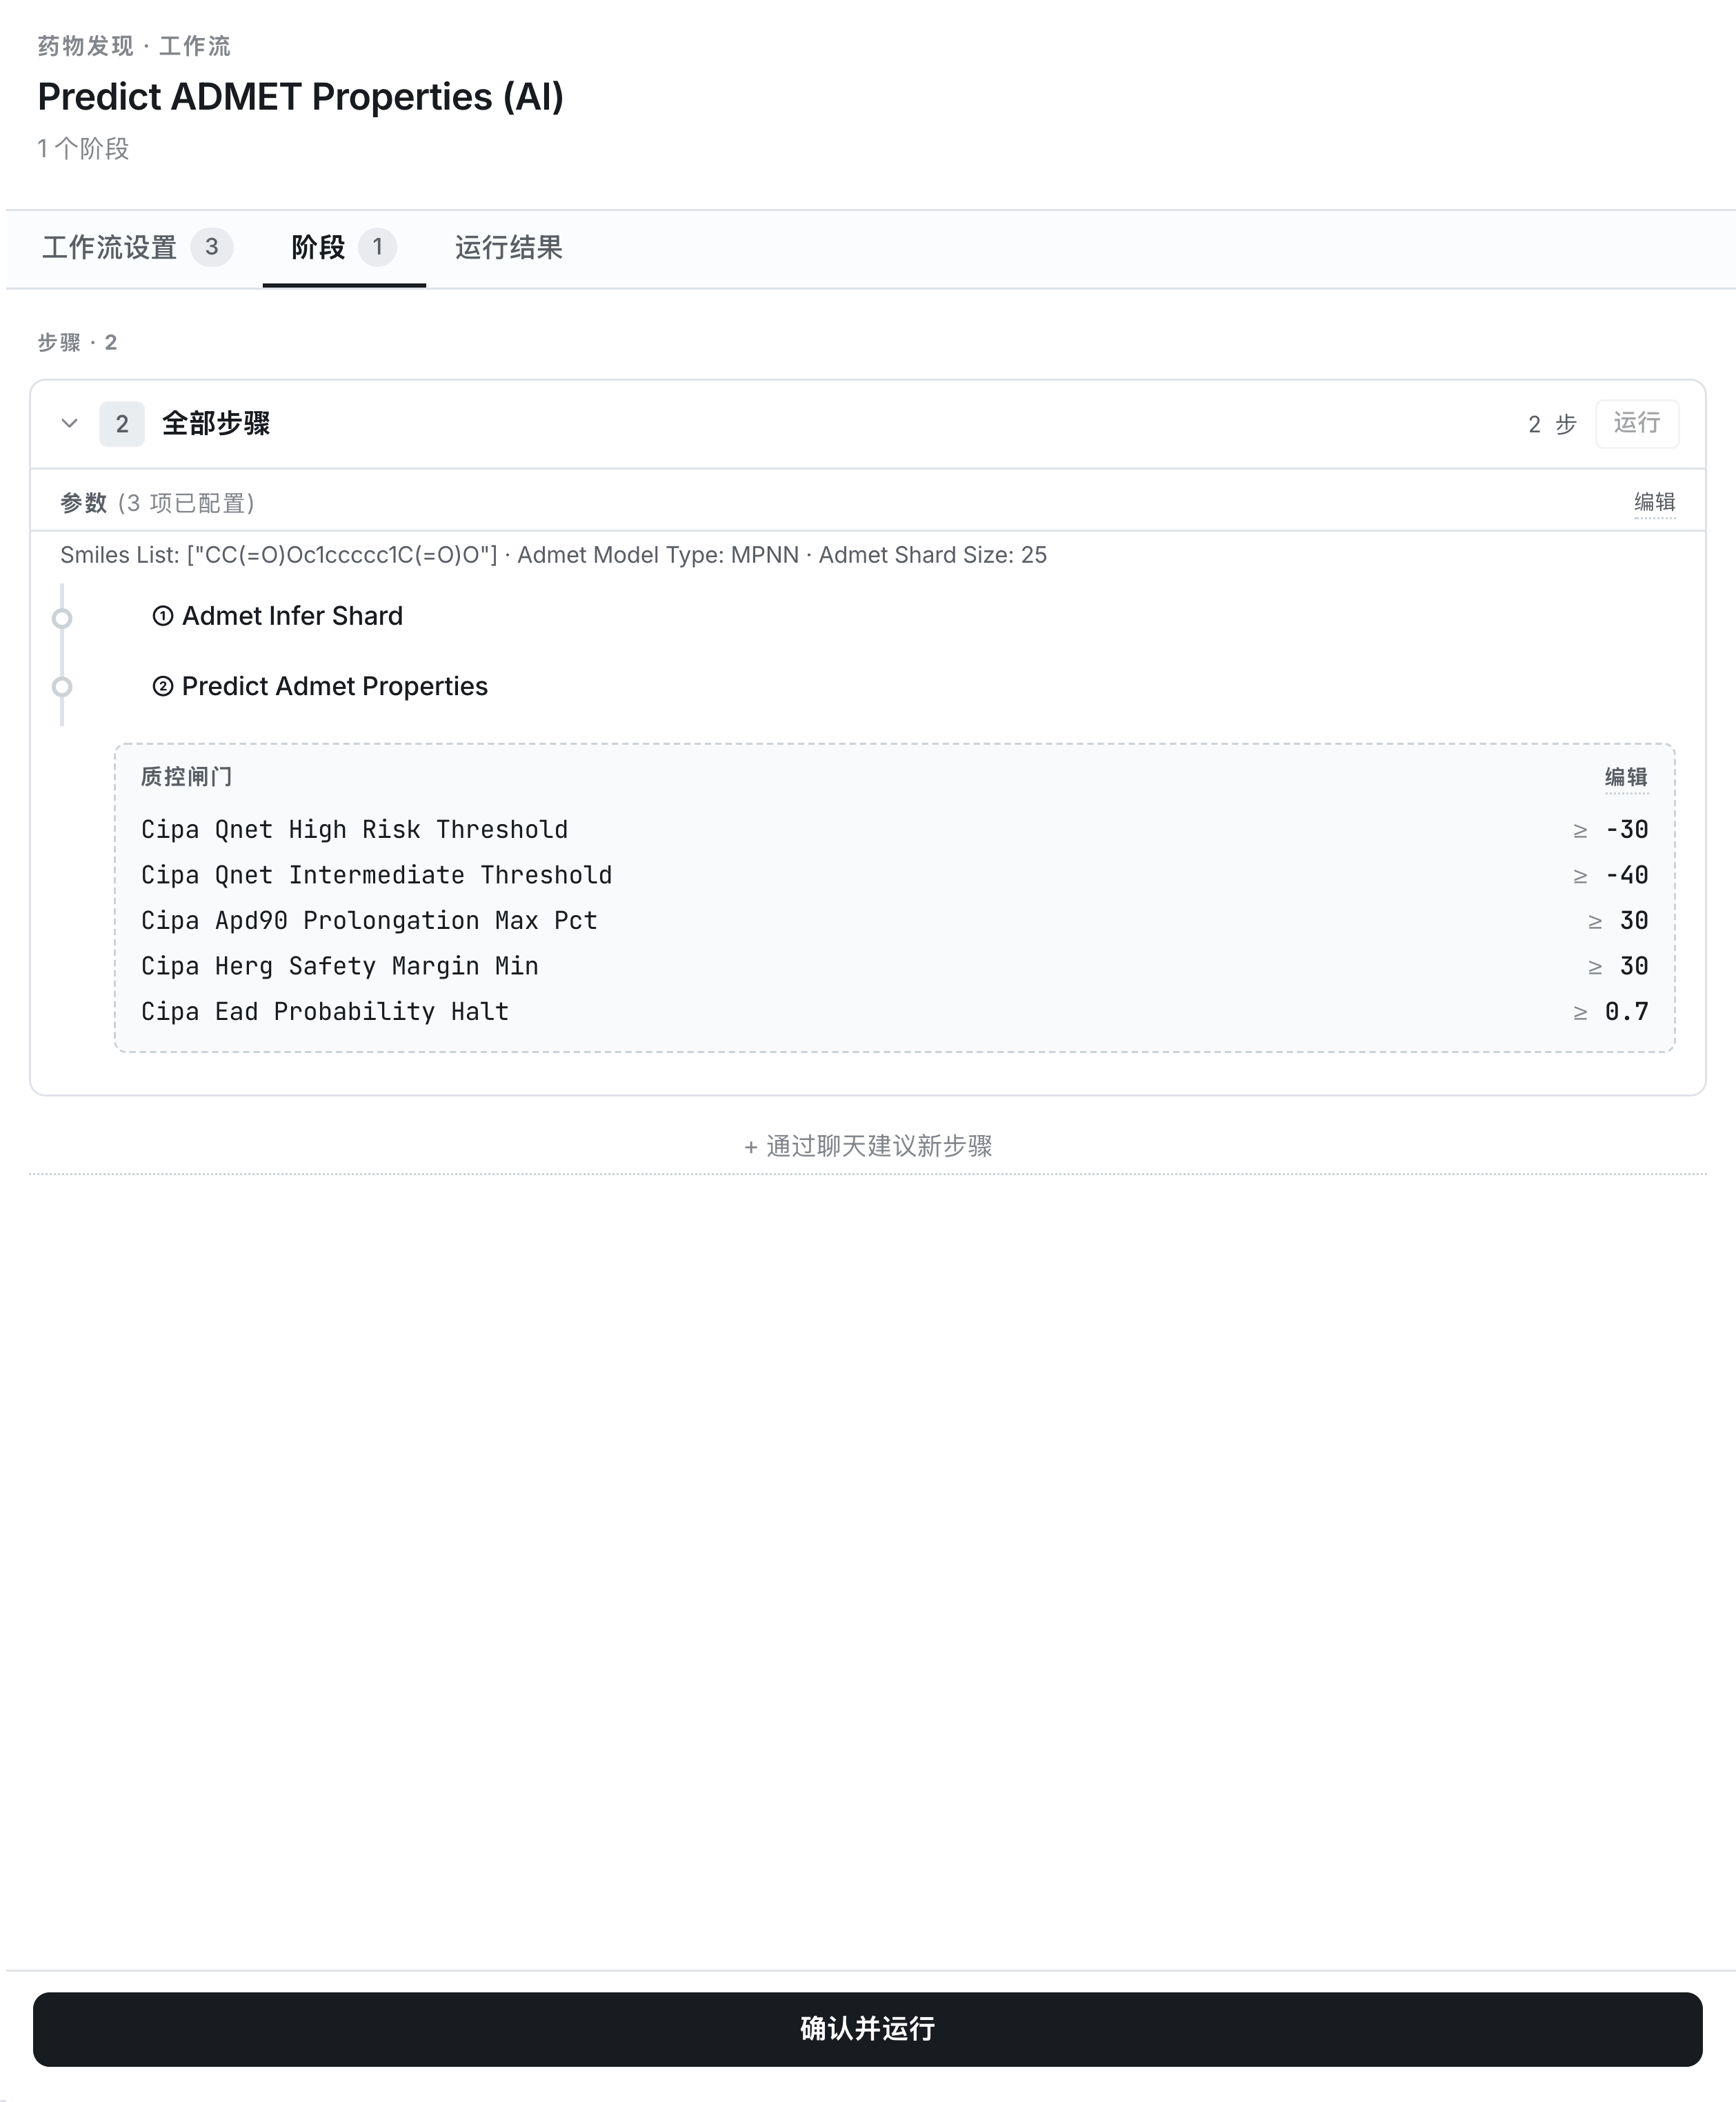 药物发现 · 工作流
Predict ADMET Properties (AI)
1 个阶段
工作流设置 3 阶段 1 运行结果
步骤 · 2
2 全部步骤 2 步 运行
参数 (3 项已配置) 编辑
Smiles List: ["CC(=O)Oc1ccccc1C(=O)O"] · Admet Model Type: MPNN · Admet Shard Size: 25
① Admet Infer Shard
② Predict Admet Properties
质控闸门 编辑
Cipa Qnet High Risk Threshold ≥ -30
Cipa Qnet Intermediate Threshold ≥ -40
Cipa Apd90 Prolongation Max Pct ≥ 30
Cipa Herg Safety Margin Min ≥ 30
Cipa Ead Probability Halt ≥ 0.7
+ 通过聊天建议新步骤
确认并运行